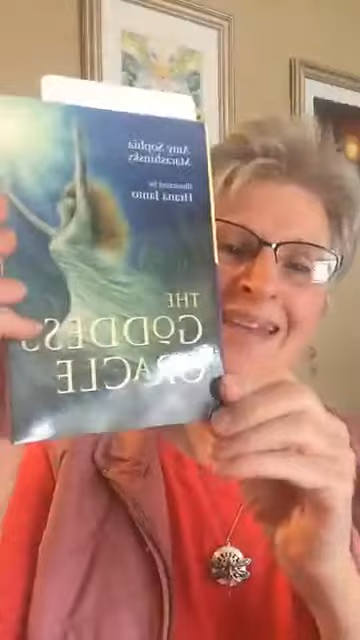 Amy Sophia
Marashinsky
Illustrated by
Hrana Janto
THE
GODDESS
ORACLE